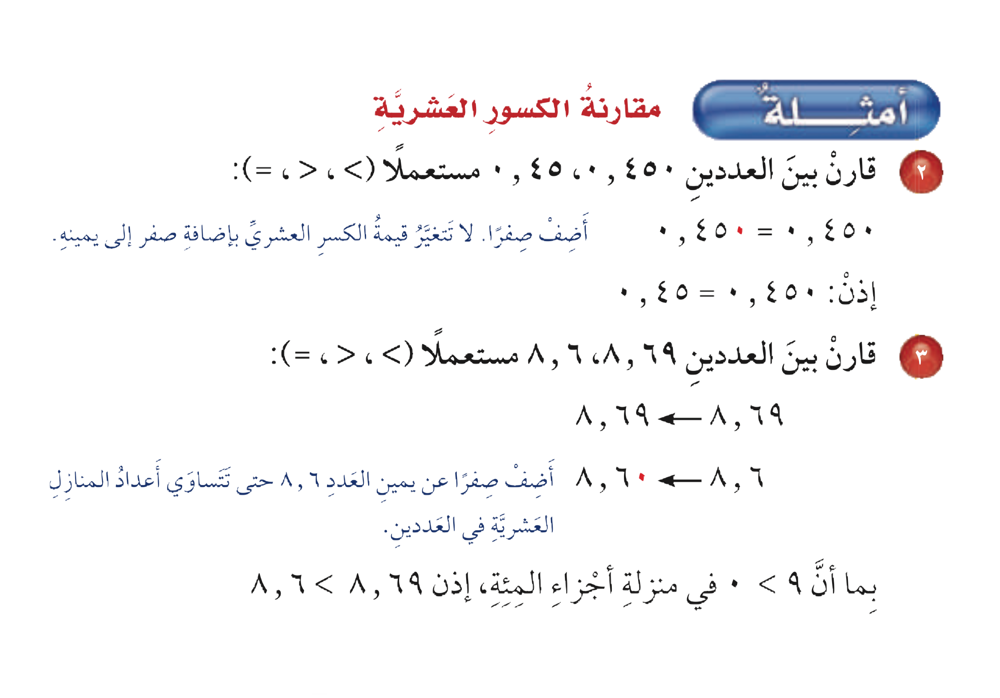 أَمثِـــلةٌ مقارنةُ الكسورِ العَشريَّةِ
٢ قارنْ بينَ العددينِ ٠,٤٥٠ ،٠,٤٥ مستعملًا (> ، < ، =):
٠,٤٥٠ = ٠,٤٥٠ أَضِفْ صِفرًا. لا تَتغيَّرُ قيمةُ الكسرِ العشريِّ بإضافةِ صفر إلى يمينهِ.
إذنْ: ٠,٤٥٠ = ٠,٤٥
٣ قارنْ بينَ العددينِ ٨,٦٩ ،٨,٦ مستعملًا (> ، < ، =):
٨,٦٩ ← ٨,٦٩
٨,٦ ← ٨,٦٠ أَضِفْ صِفرًا عن يمينِ العَددِ ٨,٦ حتى تَتَساوَي أَعدادُ المنازِلِ
العَشريَّةِ في العَددينِ.
بِما أنَّ ٩ > ٠ في منزلةِ أجْزاءِ المِئِةِ، إذن ٨,٦٩ > ٨,٦